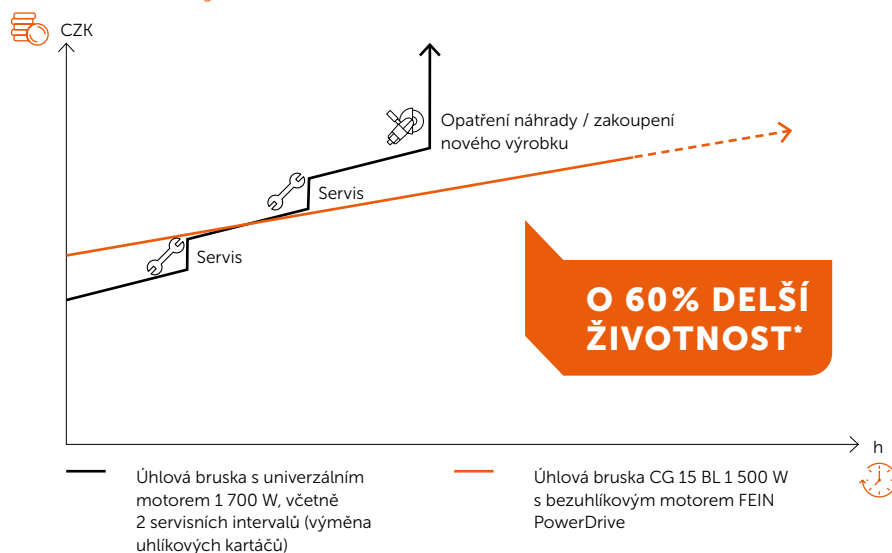 CZK
Opatření náhrady / zakoupení
nového výrobku
Servis
Servis
O 60% DELŠÍ
ŽIVOTNOST*
h
Úhlová bruska s univerzálním
motorem 1 700 W, včetně
2 servisních intervalů (výměna
uhlíkových kartáčů)
Úhlová bruska CG 15 BL 1 500 W
s bezuhlíkovým motorem FEIN
PowerDrive